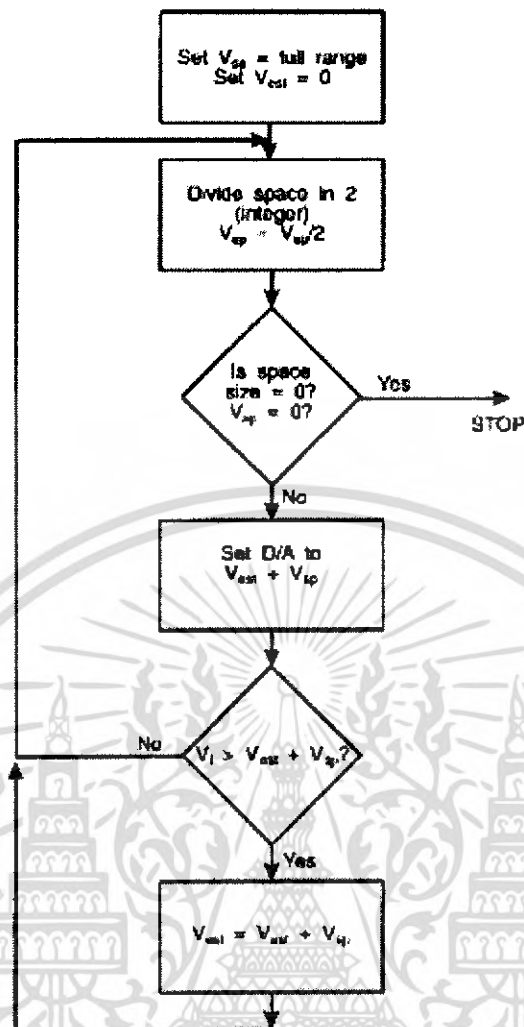 Set V_sp = full range
Set V_est = 0
Divide space in 2
(integer)
V_sp = V_sp/2
Is space
size = 0?
V_sp = 0?
Yes
STOP
No
Set D/A to
V_est + V_sp
No
V_i > V_est + V_sp?
Yes
V_est = V_est + V_sp